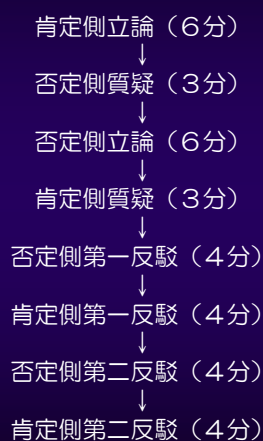 肯定側立論（６分）
↓
否定側質疑（３分）
↓
否定側立論（６分）
↓
肯定側質疑（３分）
↓
否定側第一反駁（４分）
↓
肯定側第一反駁（４分）
↓
否定側第二反駁（４分）
↓
肯定側第二反駁（４分）